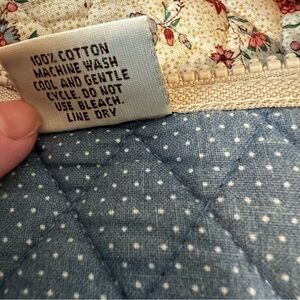 100% COTTON
MACHINE WASH
COOL AND GENTLE
CYCLE. DO NOT
USE BLEACH.
LINE DRY